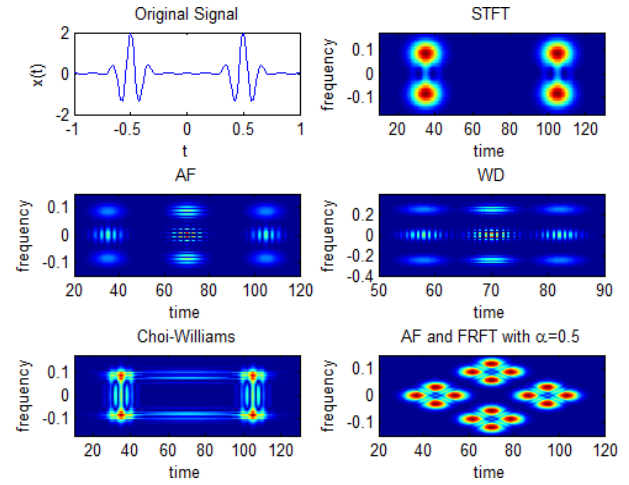 Original Signal
x(t)
2
0
-2
-1
-0.5
0
0.5
1
t
STFT
frequency
0.1
0
-0.1
20
40
60
80
100
120
time
AF
frequency
0.1
0
-0.1
20
40
60
80
100
120
time
WD
frequency
0.2
0
-0.2
-0.4
50
60
70
80
90
time
Choi-Williams
frequency
0.1
0
-0.1
20
40
60
80
100
120
time
AF and FRFT with α=0.5
frequency
0.1
0
-0.1
20
40
60
80
100
120
time